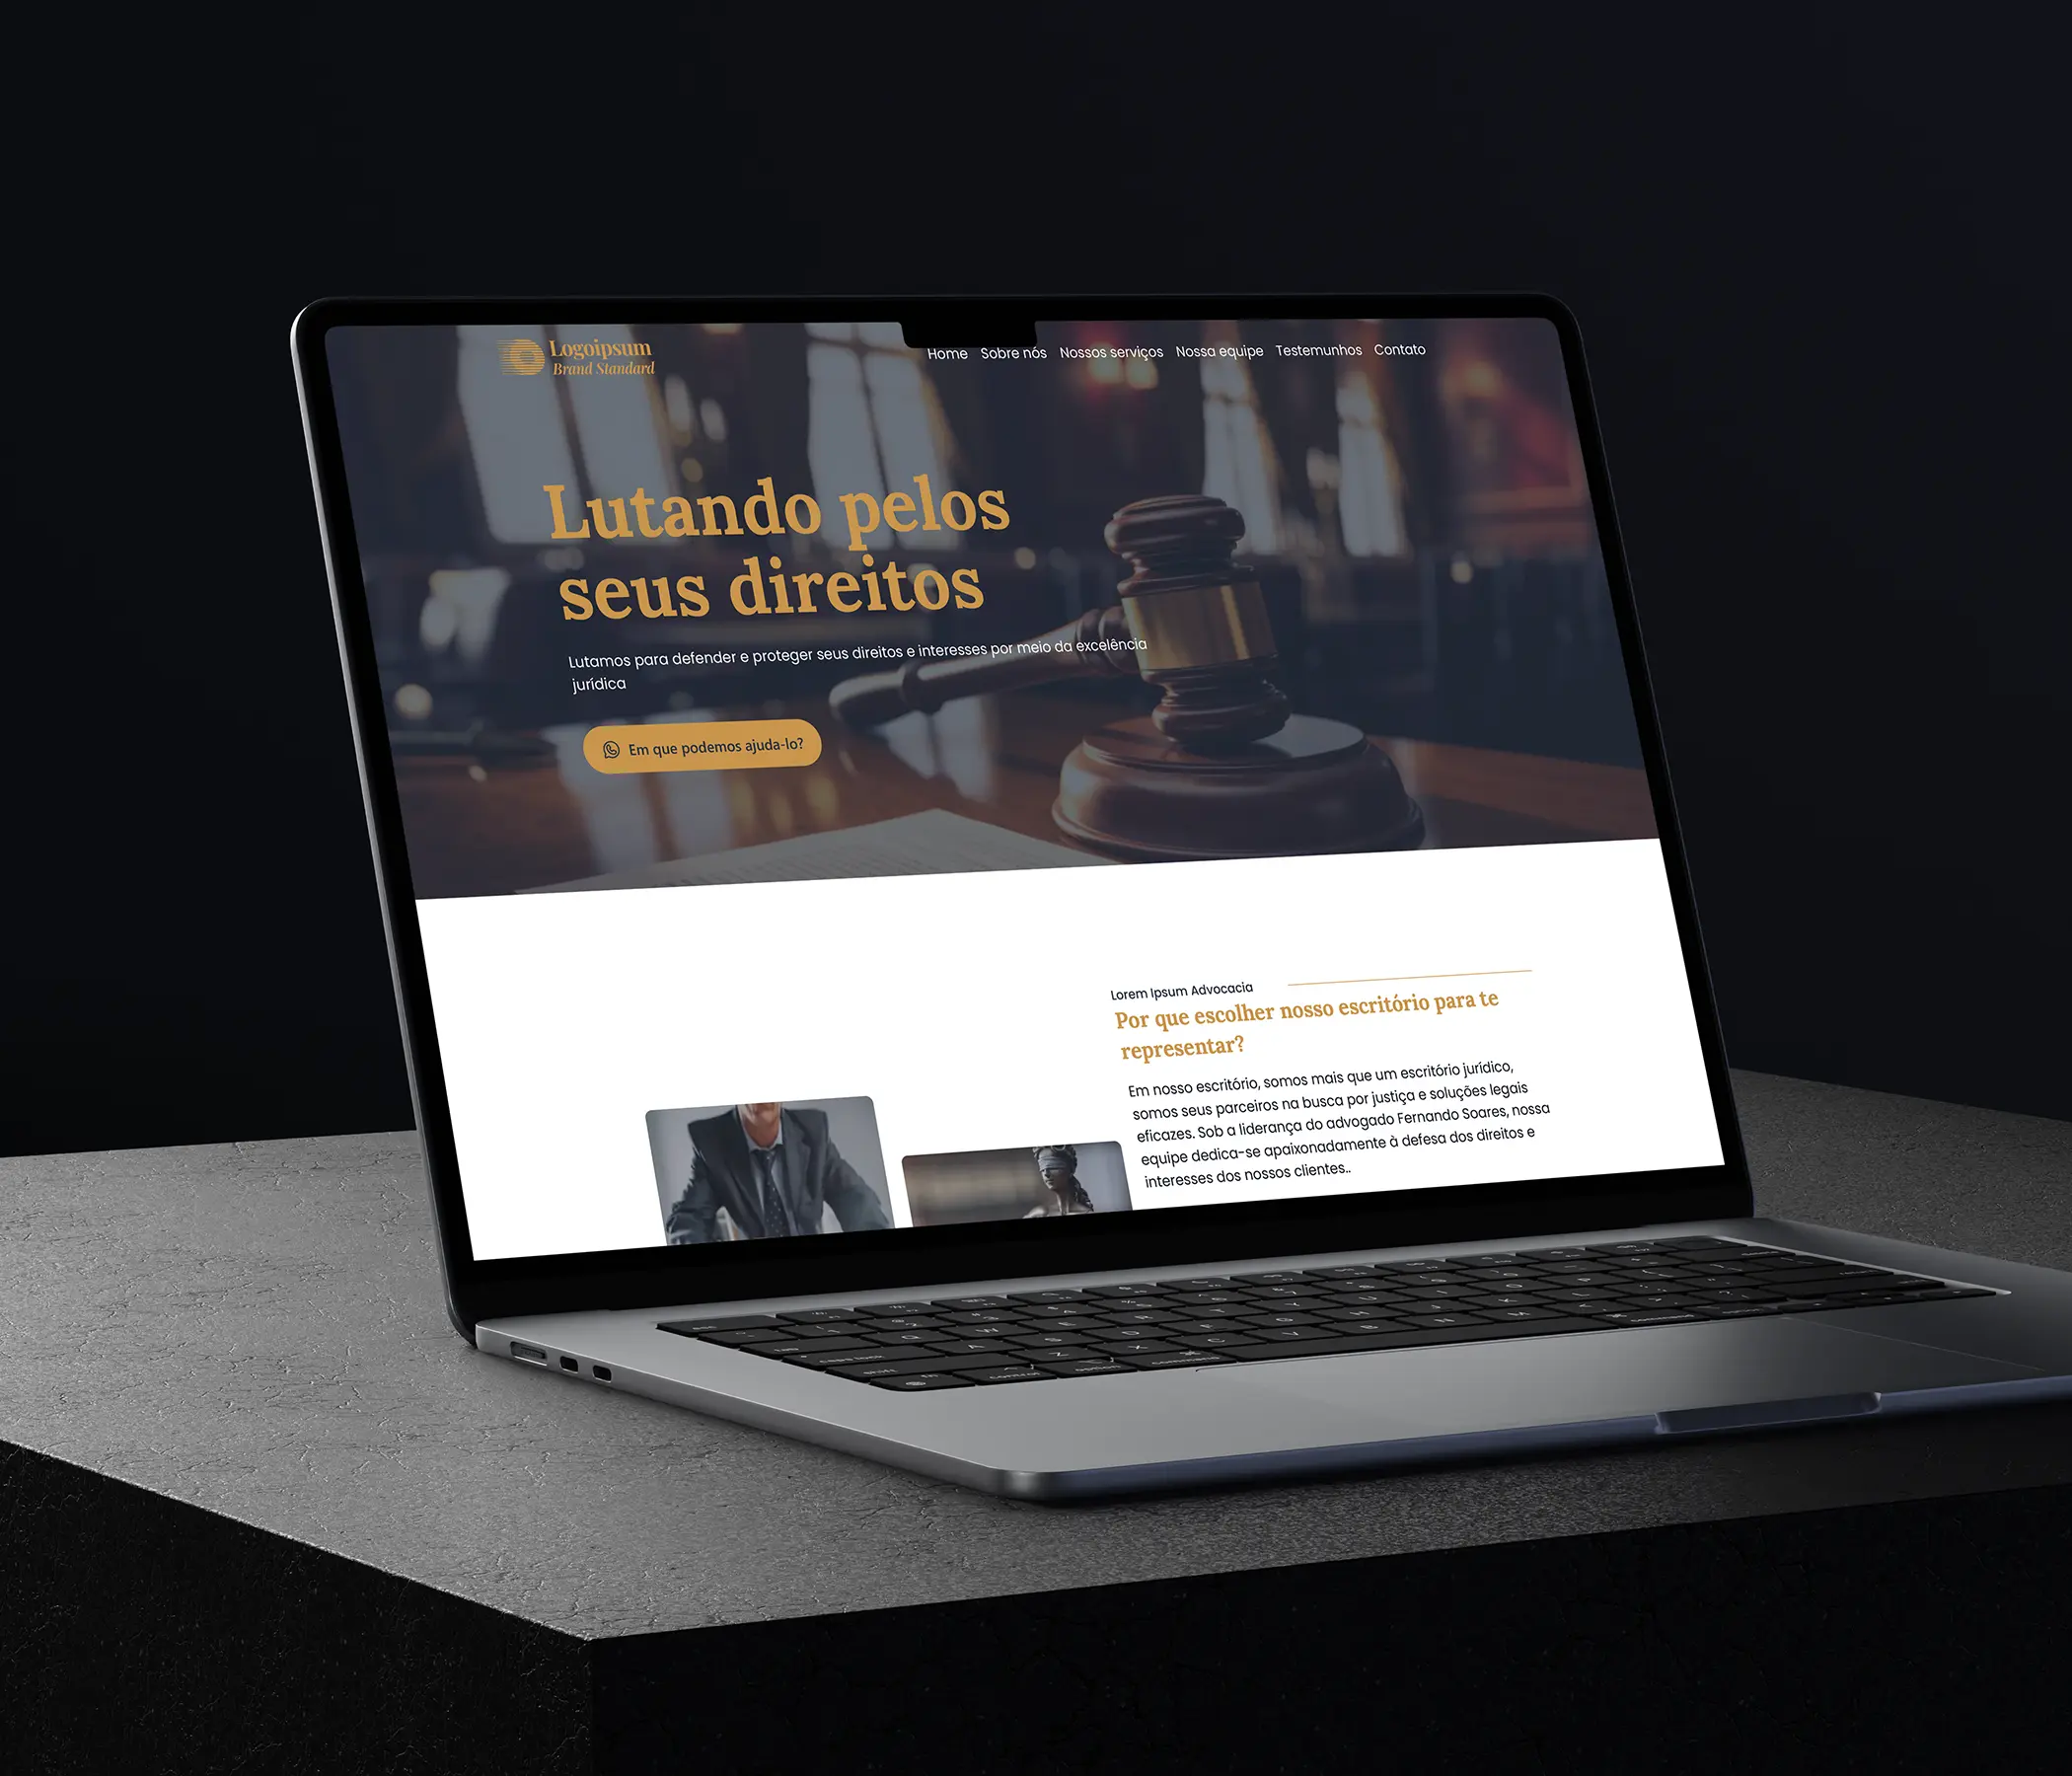 Logoipsum
Brand Standard
Home Sobre nós Nossos serviços Nossa equipe Testemunhos Contato
Lutando pelos
seus direitos
Lutamos para defender e proteger seus direitos e interesses por meio da excelência
jurídica
Em que podemos ajuda-lo?
Lorem Ipsum Advocacia
Por que escolher nosso escritório para te
representar?
Em nosso escritório, somos mais que um escritório jurídico,
somos seus parceiros na busca por justiça e soluções legais
eficazes. Sob a liderança do advogado Fernando Soares, nossa
equipe dedica-se apaixonadamente à defesa dos direitos e
interesses dos nossos clientes..